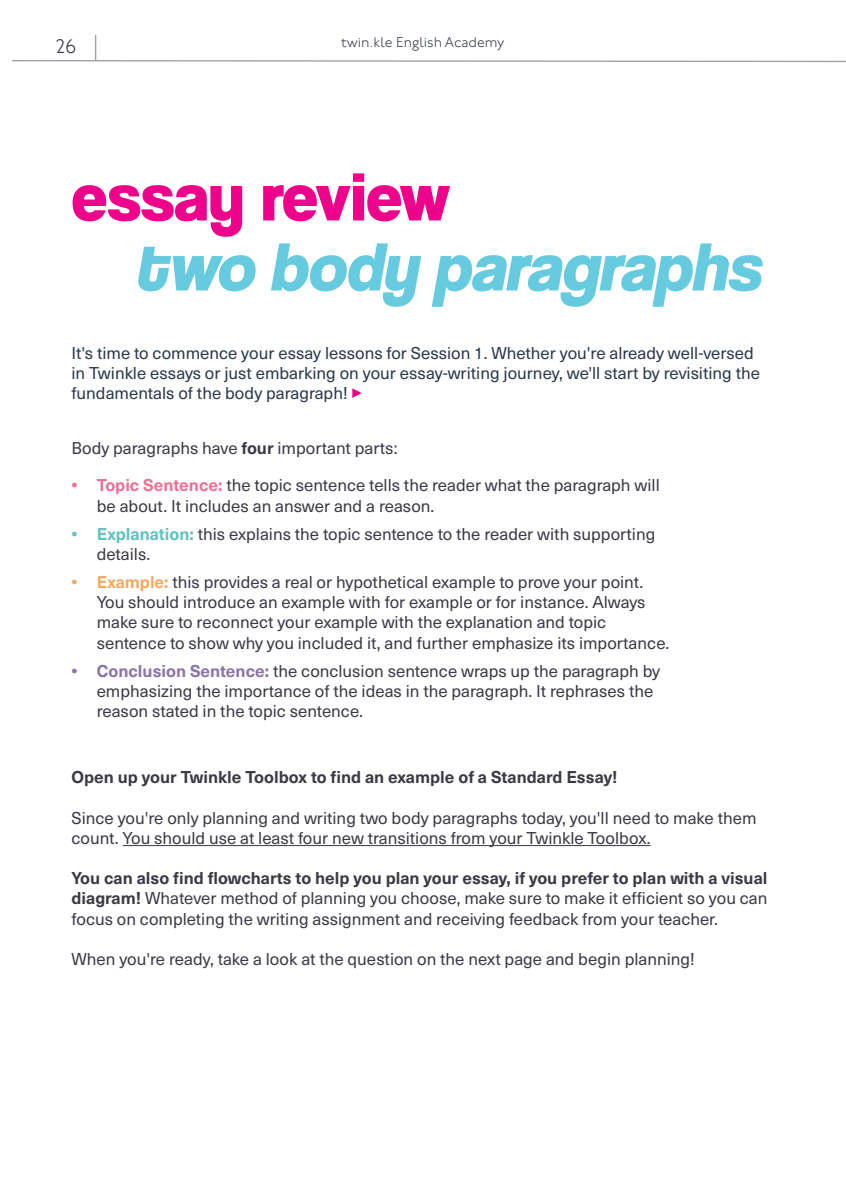 26
twin.kle English Academy
essay review
two body paragraphs
It's time to commence your essay lessons for Session 1. Whether you're already well-versed
in Twinkle essays or just embarking on your essay-writing journey, we'll start by revisiting the
fundamentals of the body paragraph! ▶
Body paragraphs have four important parts:
• Topic Sentence: the topic sentence tells the reader what the paragraph will
be about. It includes an answer and a reason.
• Explanation: this explains the topic sentence to the reader with supporting
details.
• Example: this provides a real or hypothetical example to prove your point.
You should introduce an example with for example or for instance. Always
make sure to reconnect your example with the explanation and topic
sentence to show why you included it, and further emphasize its importance.
• Conclusion Sentence: the conclusion sentence wraps up the paragraph by
emphasizing the importance of the ideas in the paragraph. It rephrases the
reason stated in the topic sentence.
Open up your Twinkle Toolbox to find an example of a Standard Essay!
Since you're only planning and writing two body paragraphs today, you'll need to make them
count. You should use at least four new transitions from your Twinkle Toolbox.
You can also find flowcharts to help you plan your essay, if you prefer to plan with a visual
diagram! Whatever method of planning you choose, make sure to make it efficient so you can
focus on completing the writing assignment and receiving feedback from your teacher.
When you're ready, take a look at the question on the next page and begin planning!